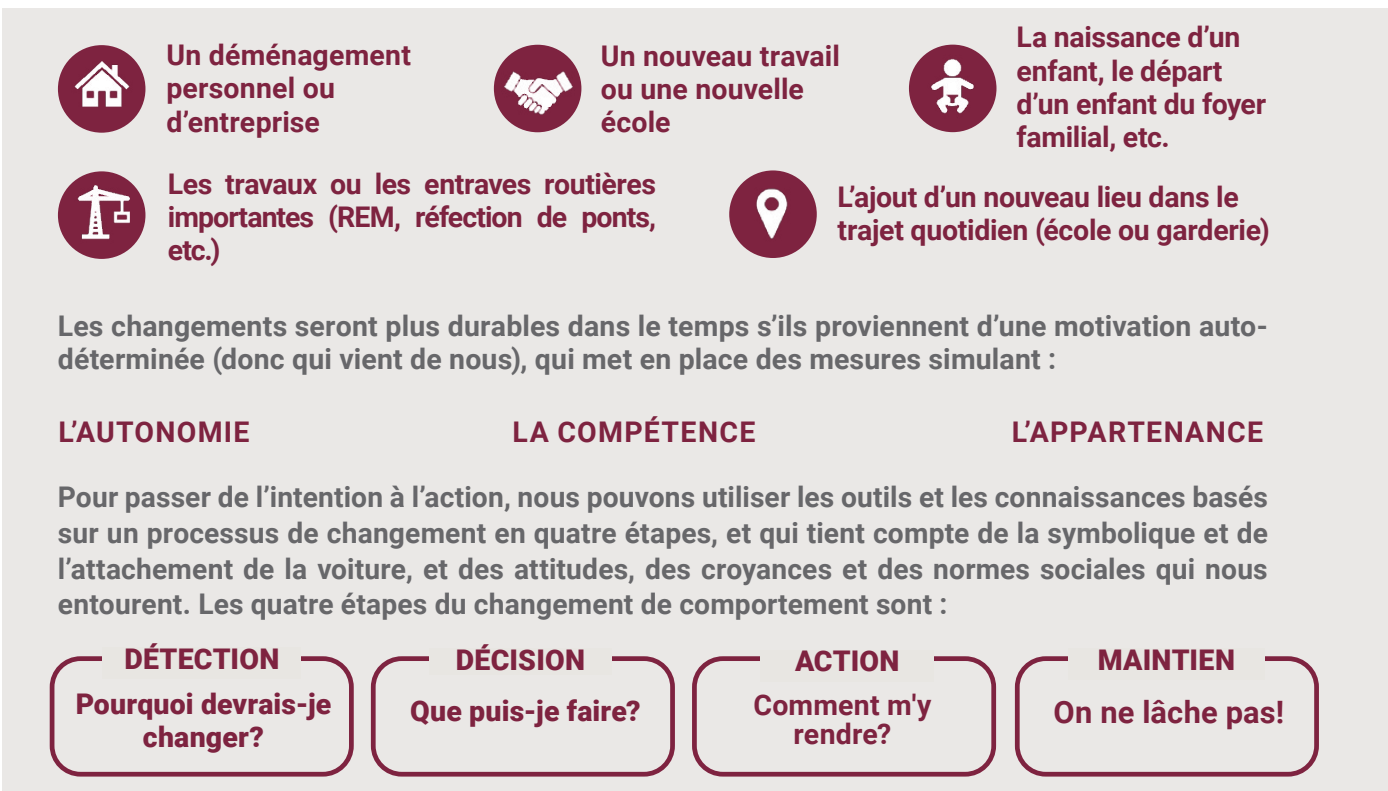 Un déménagement
personnel ou
d’entreprise
Un nouveau travail
ou une nouvelle
école
La naissance d’un
enfant, le départ
d’un enfant du foyer
familial, etc.
Les travaux ou les entraves routières
importantes (REM, réfection de ponts,
etc.)
L’ajout d’un nouveau lieu dans le
trajet quotidien (école ou garderie)
Les changements seront plus durables dans le temps s’ils proviennent d’une motivation auto-
déterminée (donc qui vient de nous), qui met en place des mesures simulant :
L’AUTONOMIE
LA COMPÉTENCE
L’APPARTENANCE
Pour passer de l’intention à l’action, nous pouvons utiliser les outils et les connaissances basés
sur un processus de changement en quatre étapes, et qui tient compte de la symbolique et de
l’attachement de la voiture, et des attitudes, des croyances et des normes sociales qui nous
entourent. Les quatre étapes du changement de comportement sont :
DÉTECTION
Pourquoi devrais-je
changer?
DÉCISION
Que puis-je faire?
ACTION
Comment m'y
rendre?
MAINTIEN
On ne lâche pas!